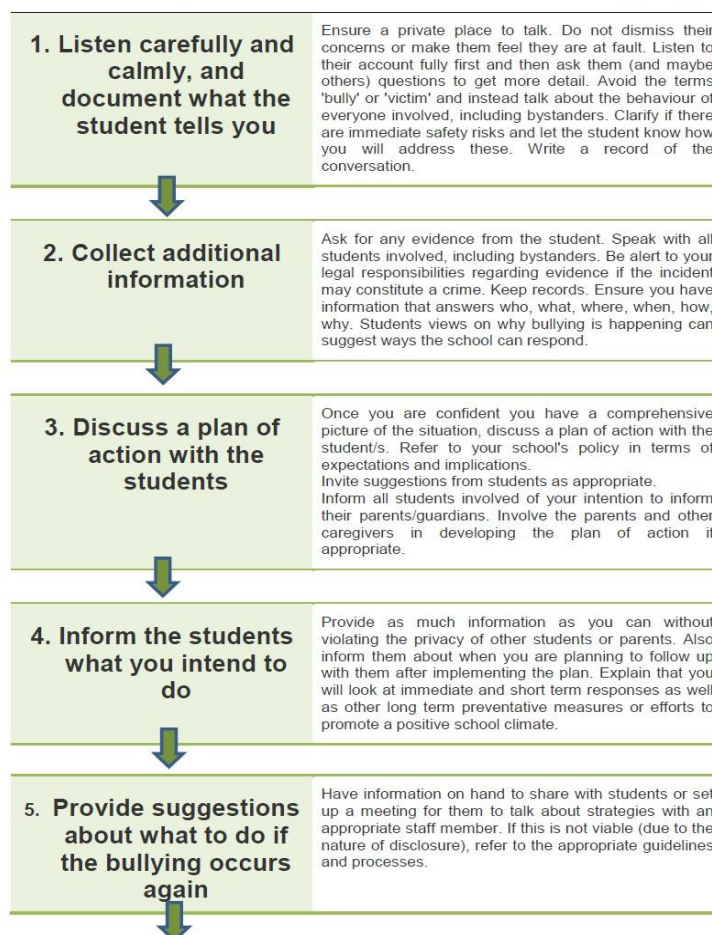 1. Listen carefully and
calmly, and
document what the
student tells you
Ensure a private place to talk. Do not dismiss their
concerns or make them feel they are at fault. Listen to
their account fully first and then ask them (and maybe
others) questions to get more detail. Avoid the terms
'bully' or 'victim' and instead talk about the behaviour of
everyone involved, including bystanders. Clarify if there
are immediate safety risks and let the student know how
you will address these. Write a record of the
conversation.
2. Collect additional
information
Ask for any evidence from the student. Speak with all
students involved, including bystanders. Be alert to your
legal responsibilities regarding evidence if the incident
may constitute a crime. Keep records. Ensure you have
information that answers who, what, where, when, how,
why. Students views on why bullying is happening can
suggest ways the school can respond.
3. Discuss a plan of
action with the
students
Once you are confident you have a comprehensive
picture of the situation, discuss a plan of action with the
student/s. Refer to your school's policy in terms of
expectations and implications.
Invite suggestions from students as appropriate.
Inform all students involved of your intention to inform
their parents/guardians. Involve the parents and other
caregivers in developing the plan of action if
appropriate.
4. Inform the students
what you intend to
do
Provide as much information as you can without
violating the privacy of other students or parents. Also
inform them about when you are planning to follow up
with them after implementing the plan. Explain that you
will look at immediate and short term responses as well
as other long term preventative measures or efforts to
promote a positive school climate.
5. Provide suggestions
about what to do if
the bullying occurs
again
Have information on hand to share with students or set
up a meeting for them to talk about strategies with an
appropriate staff member. If this is not viable (due to the
nature of disclosure), refer to the appropriate guidelines
and processes.